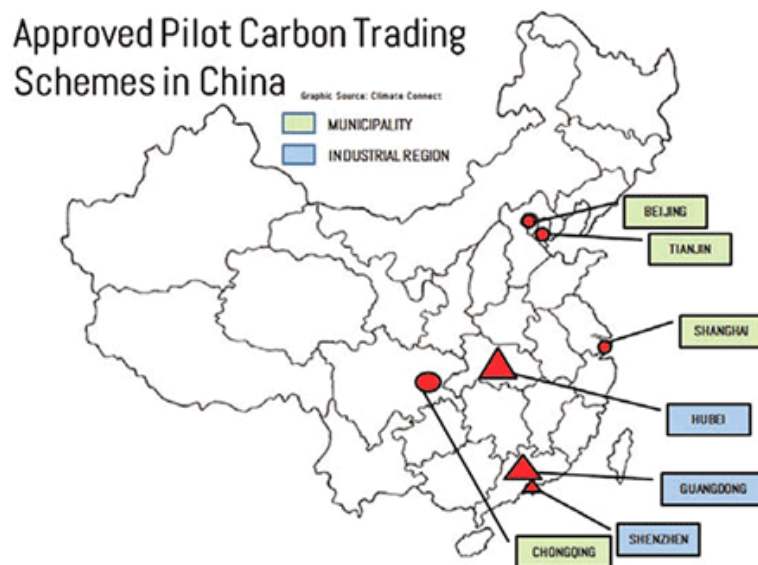 Approved Pilot Carbon Trading
Schemes in China
Graphic Source: Climate Connect
MUNICIPALITY
INDUSTRIAL REGION
BEIJING
TIANJIN
SHANGHAI
HUBEI
GUANGDONG
SHENZHEN
CHONGQING